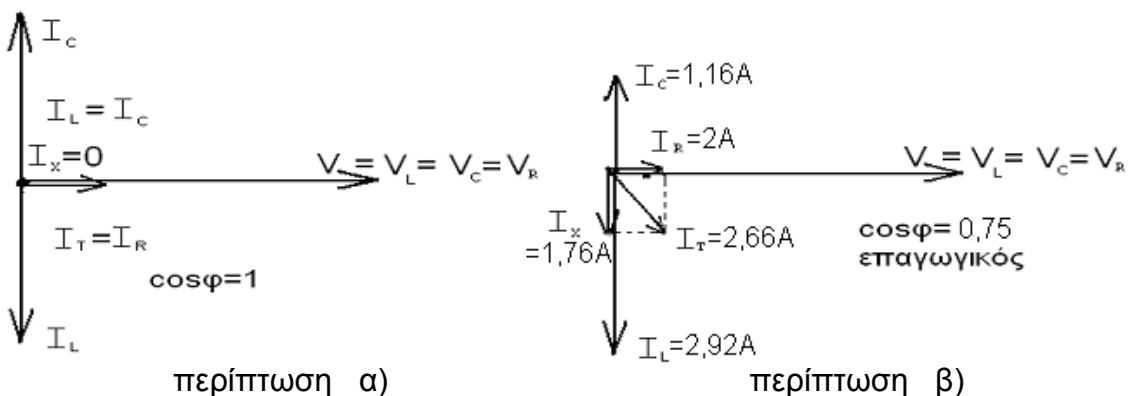 I_C
I_L = I_C
I_X=0
V = V_L = V_C = V_R
I_T = I_R
cosφ=1
I_L
περίπτωση α)
I_C=1,16A
I_R=2A
V = V_L = V_C = V_R
I_X
=1,76A
I_T=2,66A
cosφ= 0,75
επαγωγικός
I_L=2,92A
περίπτωση β)